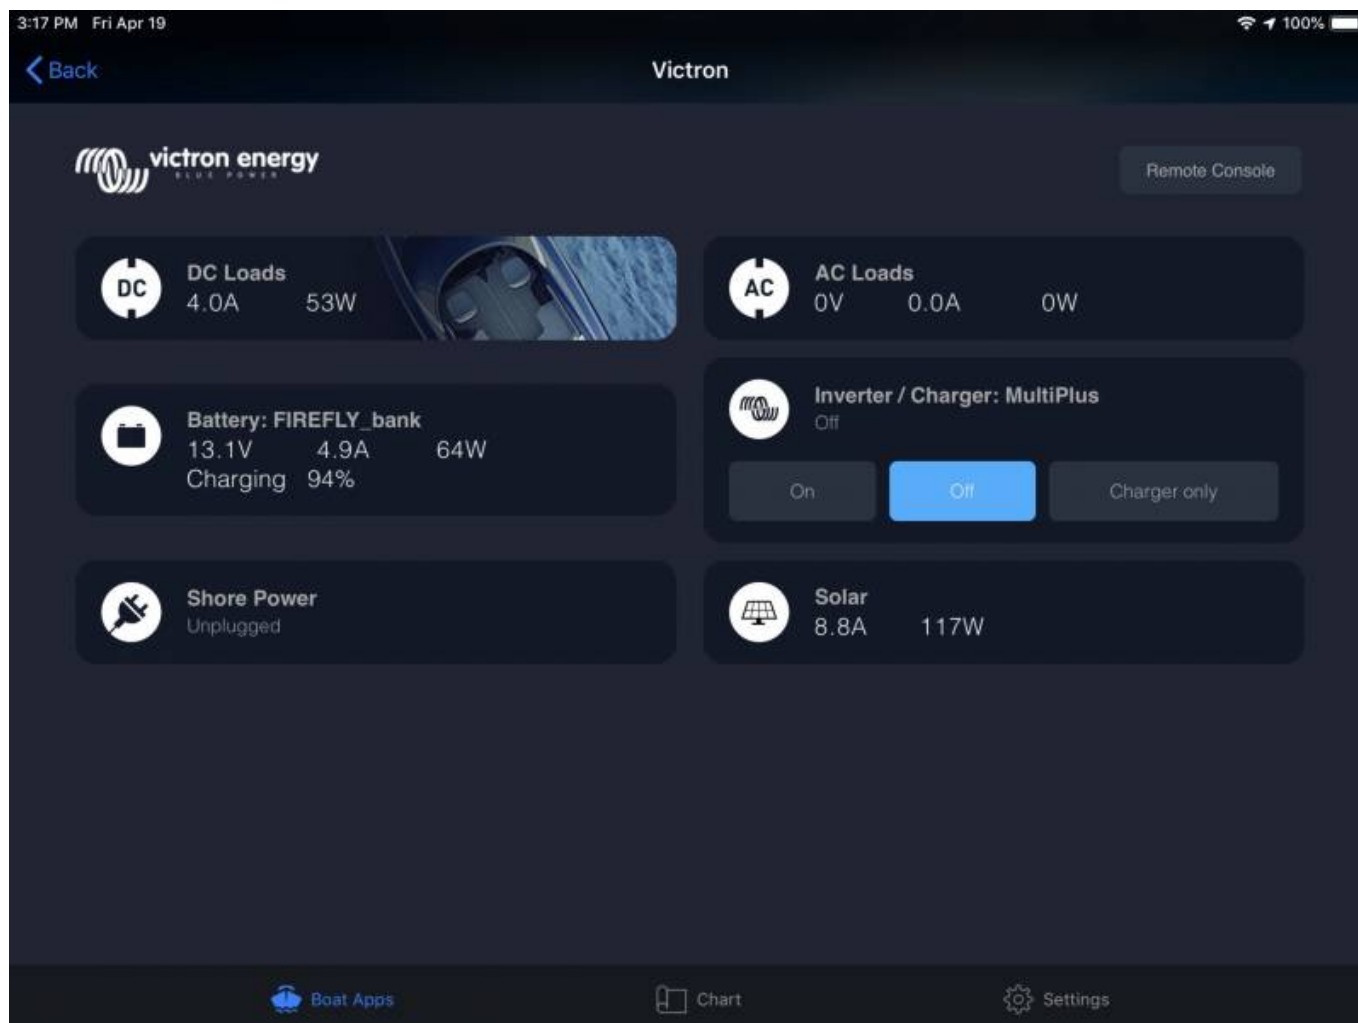 3:17 PM Fri Apr 19
100%
Back
Victron
victron energy
BLUE POWER
Remote Console
DC
DC Loads
4.0A 53W
AC
AC Loads
0V 0.0A 0W
Battery: FIREFLY_bank
13.1V 4.9A 64W
Charging 94%
Inverter / Charger: MultiPlus
Off
On Off Charger only
Shore Power
Unplugged
Solar
8.8A 117W
Boat Apps Chart Settings